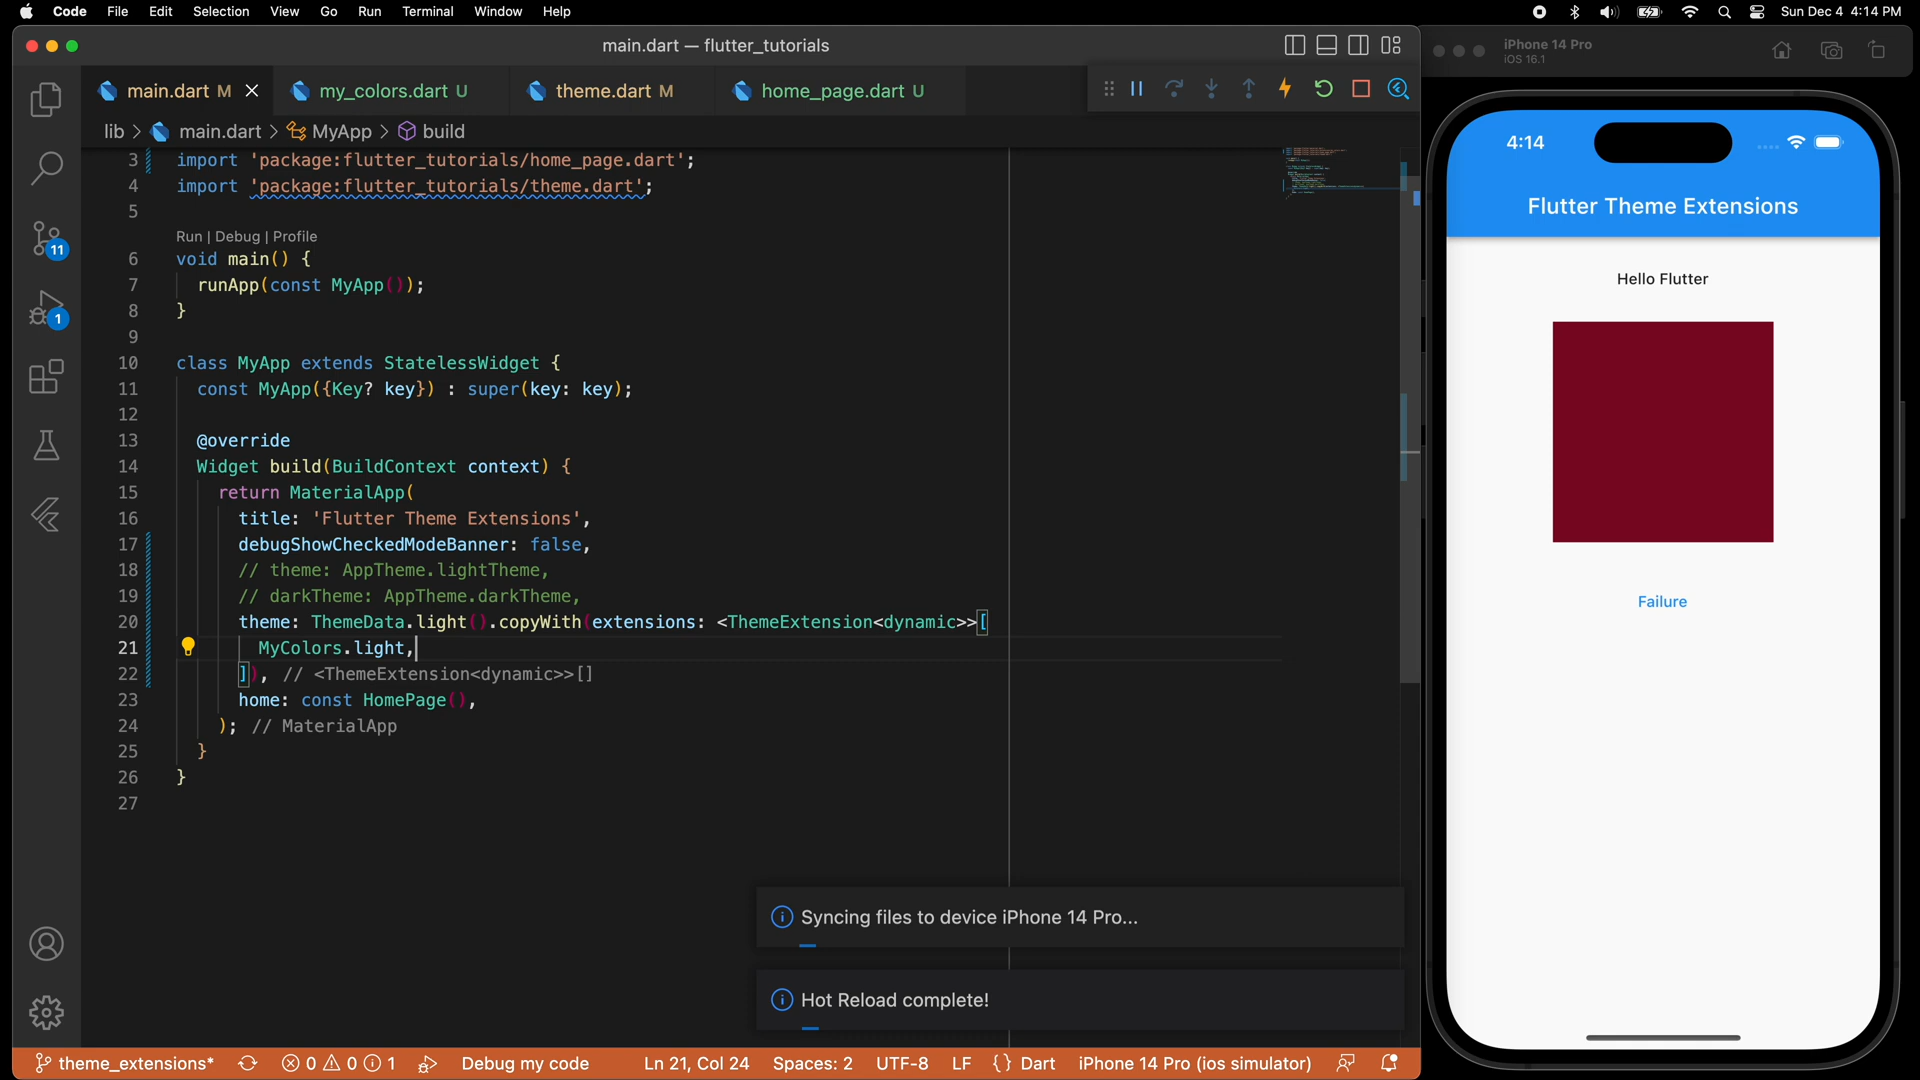 Code File Edit Selection View Go Run Terminal Window Help
Sun Dec 4 4:14 PM
main.dart — flutter_tutorials
main.dart M
my_colors.dart U
theme.dart M
home_page.dart U
lib > main.dart > MyApp > build
3 import 'package:flutter_tutorials/home_page.dart';
4 import 'package:flutter_tutorials/theme.dart';
5
Run | Debug | Profile
6 void main() {
7 runApp(const MyApp());
8 }
9
10 class MyApp extends StatelessWidget {
11 const MyApp({Key? key}) : super(key: key);
12
13 @override
14 Widget build(BuildContext context) {
15 return MaterialApp(
16 title: 'Flutter Theme Extensions',
17 debugShowCheckedModeBanner: false,
18 // theme: AppTheme.lightTheme,
19 // darkTheme: AppTheme.darkTheme,
20 theme: ThemeData.light().copyWith(extensions: <ThemeExtension<dynamic>>[
21 MyColors.light,
22 ]), // <ThemeExtension<dynamic>>[]
23 home: const HomePage(),
24 ); // MaterialApp
25 }
26 }
27
11
1
Syncing files to device iPhone 14 Pro...
Hot Reload complete!
theme_extensions* 0 0 1 Debug my code Ln 21, Col 24 Spaces: 2 UTF-8 LF {} Dart iPhone 14 Pro (ios simulator)
iPhone 14 Pro
iOS 16.1
4:14
Flutter Theme Extensions
Hello Flutter
Failure